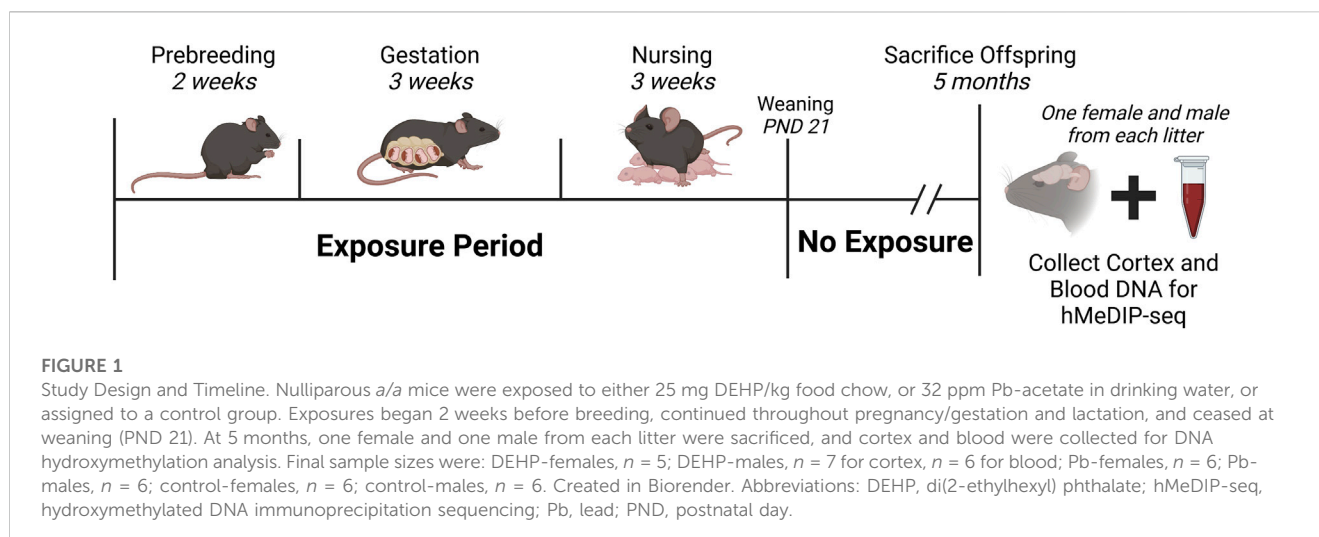 Prebreeding
2 weeks
Gestation
3 weeks
Nursing
3 weeks
Weaning
PND 21
Sacrifice Offspring
5 months
One female and male
from each litter
Exposure Period
No Exposure
Collect Cortex and
Blood DNA for
hMeDIP-seq
FIGURE 1
Study Design and Timeline. Nulliparous a/a mice were exposed to either 25 mg DEHP/kg food chow, or 32 ppm Pb-acetate in drinking water, or
assigned to a control group. Exposures began 2 weeks before breeding, continued throughout pregnancy/gestation and lactation, and ceased at
weaning (PND 21). At 5 months, one female and one male from each litter were sacrificed, and cortex and blood were collected for DNA
hydroxymethylation analysis. Final sample sizes were: DEHP-females, n = 5; DEHP-males, n = 7 for cortex, n = 6 for blood; Pb-females, n = 6; Pb-
males, n = 6; control-females, n = 6; control-males, n = 6. Created in Biorender. Abbreviations: DEHP, di(2-ethylhexyl) phthalate; hMeDIP-seq,
hydroxymethylated DNA immunoprecipitation sequencing; Pb, lead; PND, postnatal day.